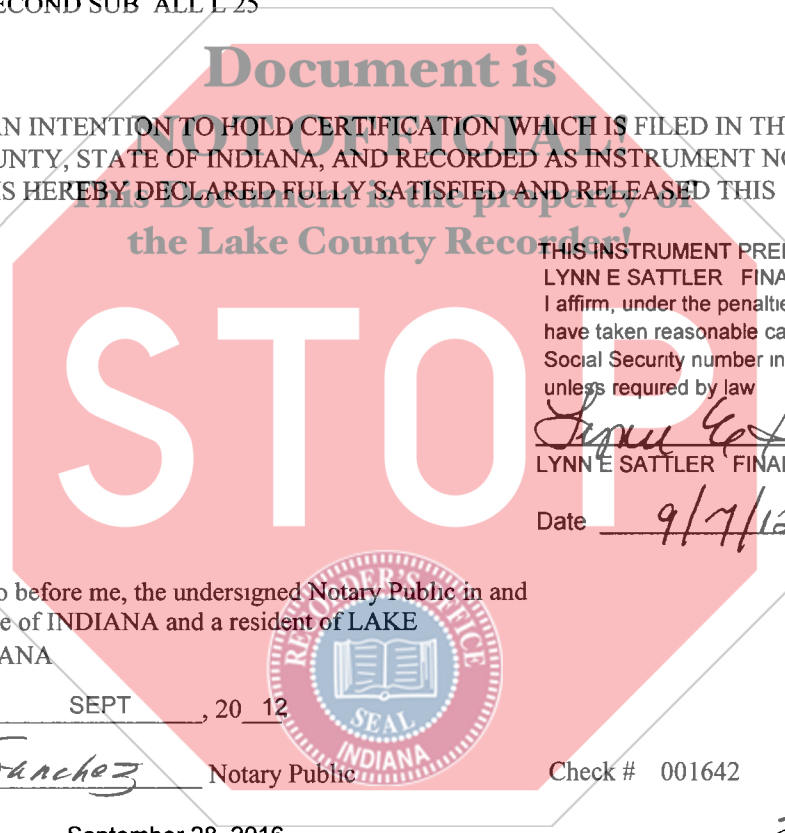 ECOND SUB ALL L 25
Document is
NOT OFFICIAL!
AN INTENTION TO HOLD CERTIFICATION WHICH IS FILED IN TH
UNTY, STATE OF INDIANA, AND RECORDED AS INSTRUMENT NO
IS HEREBY DECLARED FULLY SATISFIED AND RELEASED THIS
This Document is the property of
the Lake County Recorder!
THIS INSTRUMENT PREP
LYNN E SATTLER FINA
I affirm, under the penaltie
have taken reasonable ca
Social Security number in
unless required by law
STOP
LYNN E SATTLER FINA
Date 9/7/12
o before me, the undersigned Notary Public in and
e of INDIANA and a resident of LAKE
ANA
RECORDER'S OFFICE
SEAL
INDIANA
SEPT , 20 12
Sanchez Notary Public
Check # 001642
September 28, 2016